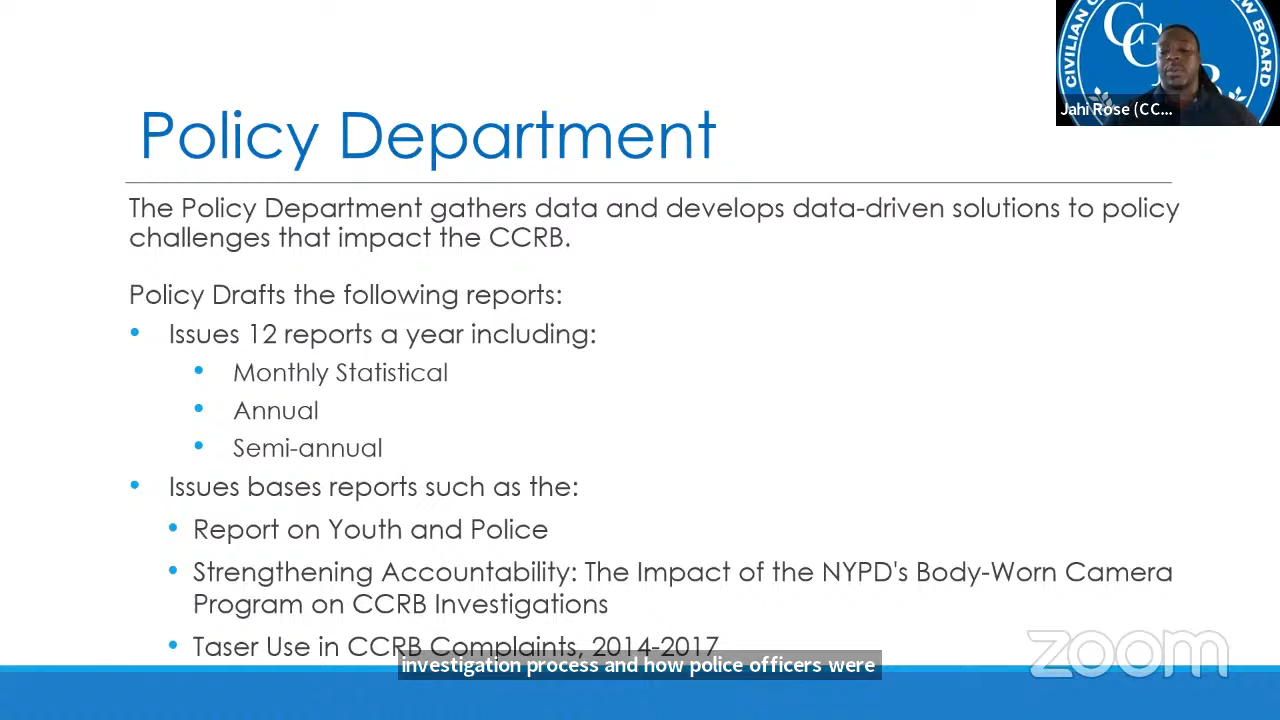 CIVILIAN C
W BOARD
CC
R
Jahi Rose (CC...
Policy Department
The Policy Department gathers data and develops data-driven solutions to policy
challenges that impact the CCRB.
Policy Drafts the following reports:
• Issues 12 reports a year including:
• Monthly Statistical
• Annual
• Semi-annual
• Issues bases reports such as the:
• Report on Youth and Police
• Strengthening Accountability: The Impact of the NYPD's Body-Worn Camera
Program on CCRB Investigations
• Taser Use in CCRB Complaints, 2014-2017
investigation process and how police officers were
zoom